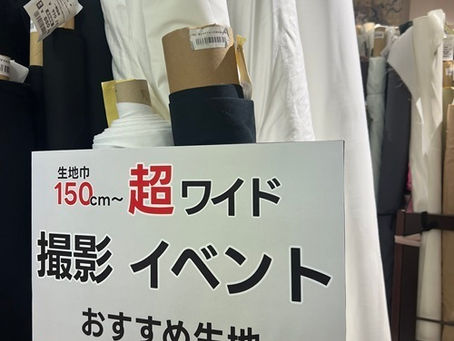 生地巾
150cm～超ワイド
撮影 イベント
おすすめ生地